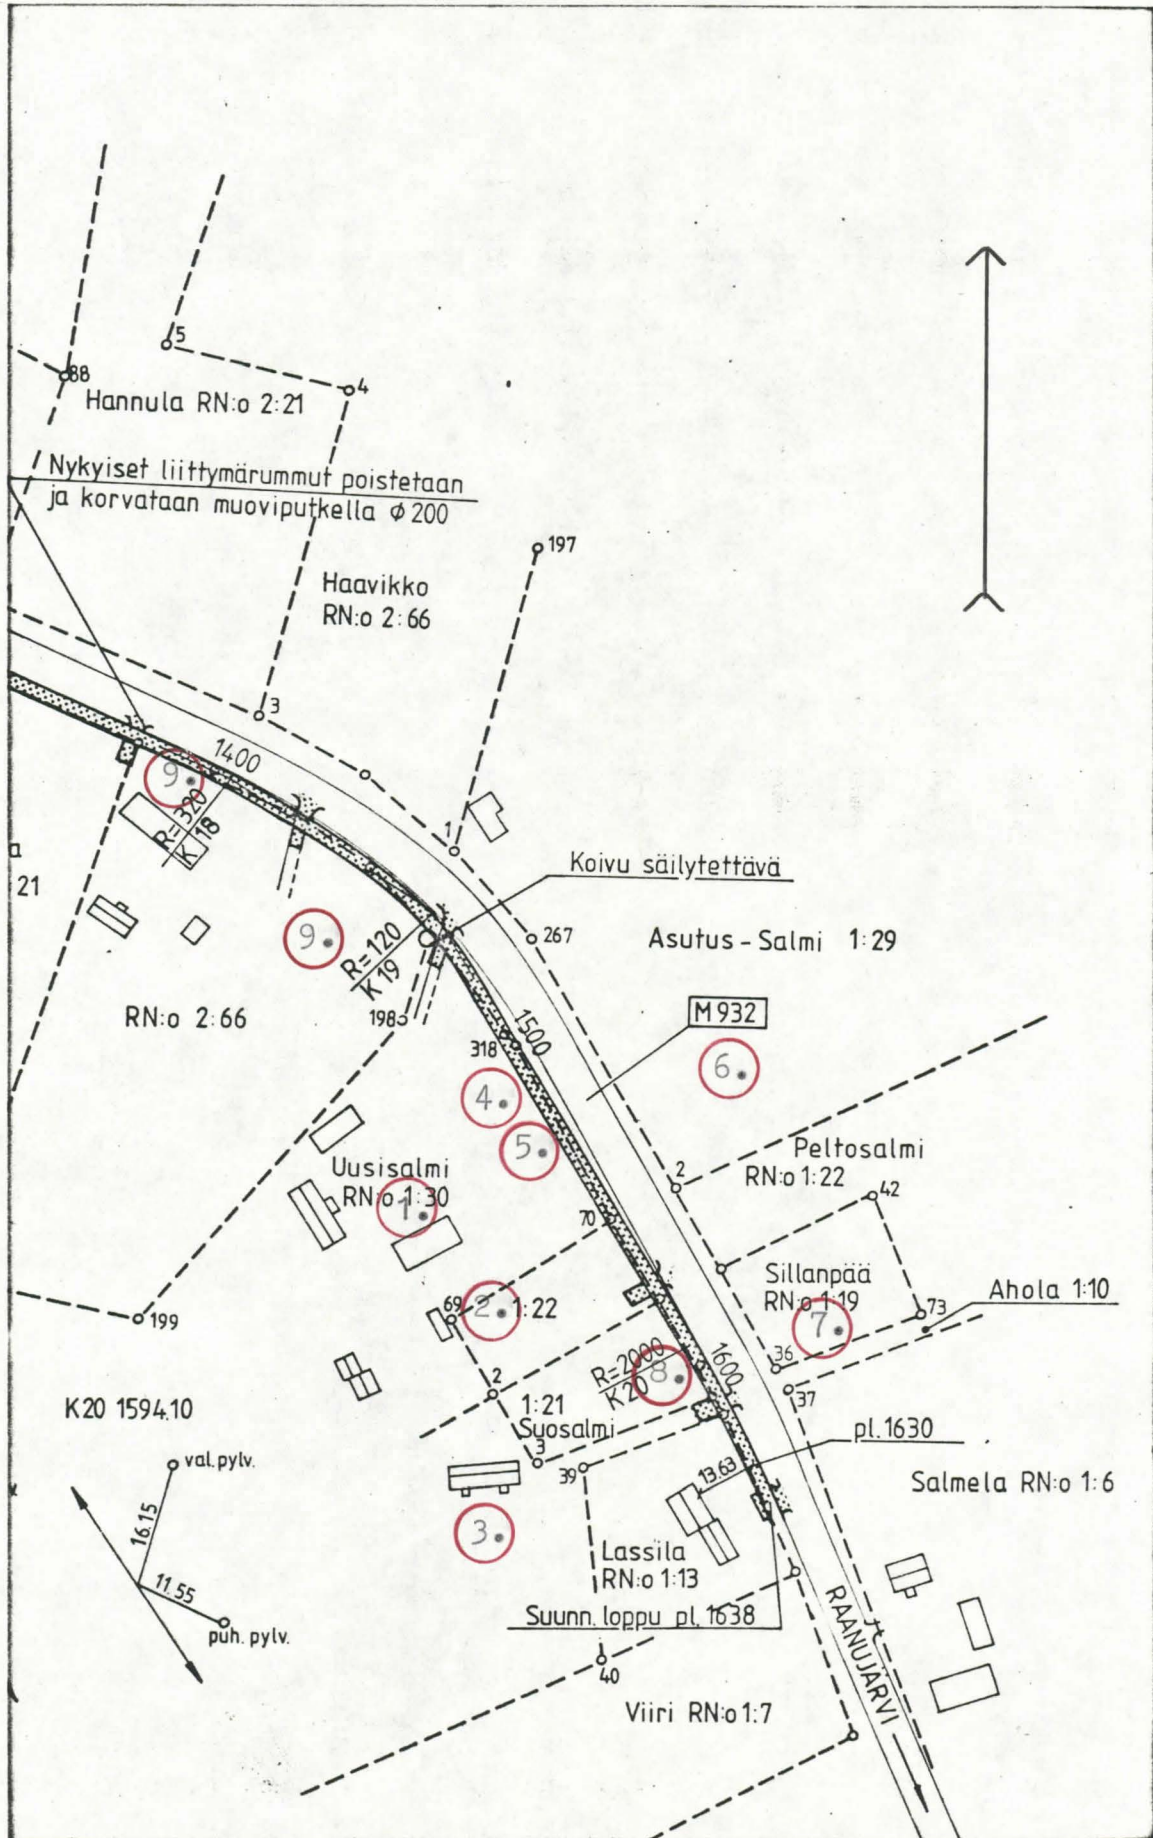 5
88
4
Hannula RN:o 2:21
Nykyiset liittymärummut poistetaan
ja korvataan muoviputkella ϕ 200
197
Haavikko
RN:o 2:66
3
1400
9.
R=320
K 18
a
21
1
Koivu säilytettävä
267
Asutus - Salmi 1:29
9.
R=120
K 19
RN:o 2:66
198
M 932
1500
318
6.
4.
5.
Peltosalmi
RN:o 1:22
Uusisalmi
RN:o 1:30
1.
2
42
70
Sillanpää
RN:o 1:19
Ahola 1:10
69
2.
1:22
7.
73
199
36
R=2000
K 20
8.
1600
37
2
K20 1594.10
1:21
Suosalmi
pl. 1630
3
39
val. pylv.
13.63
Salmela RN:o 1:6
16.15
3.
Lassila
RN:o 1:13
11.55
puh. pylv.
Suunn. loppu pl. 1638
RAANUJÄRVI
40
Viiri RN:o 1:7